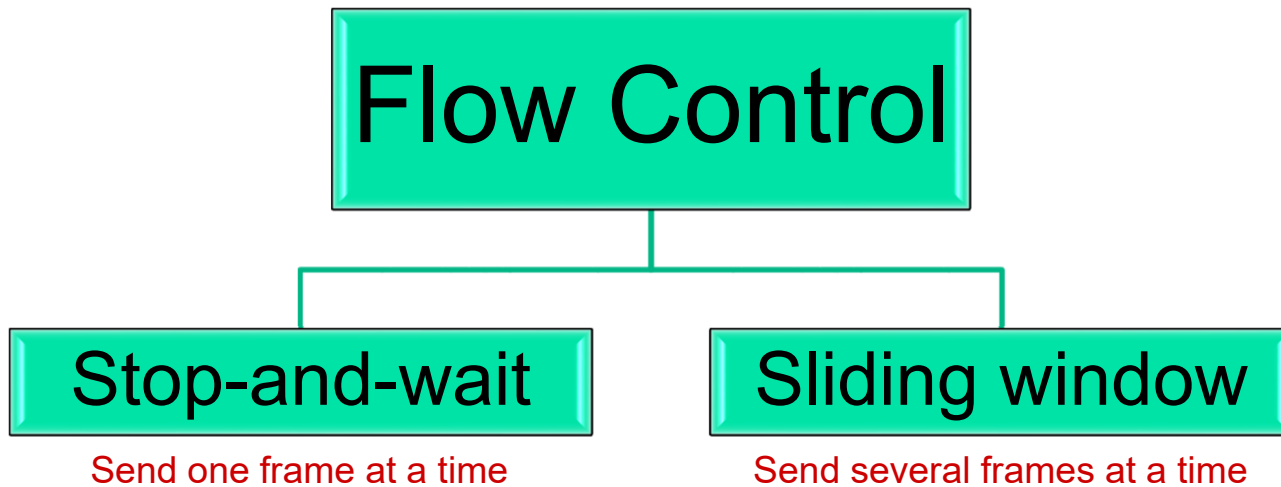 Flow Control
Stop-and-wait
Sliding window
Send one frame at a time
Send several frames at a time